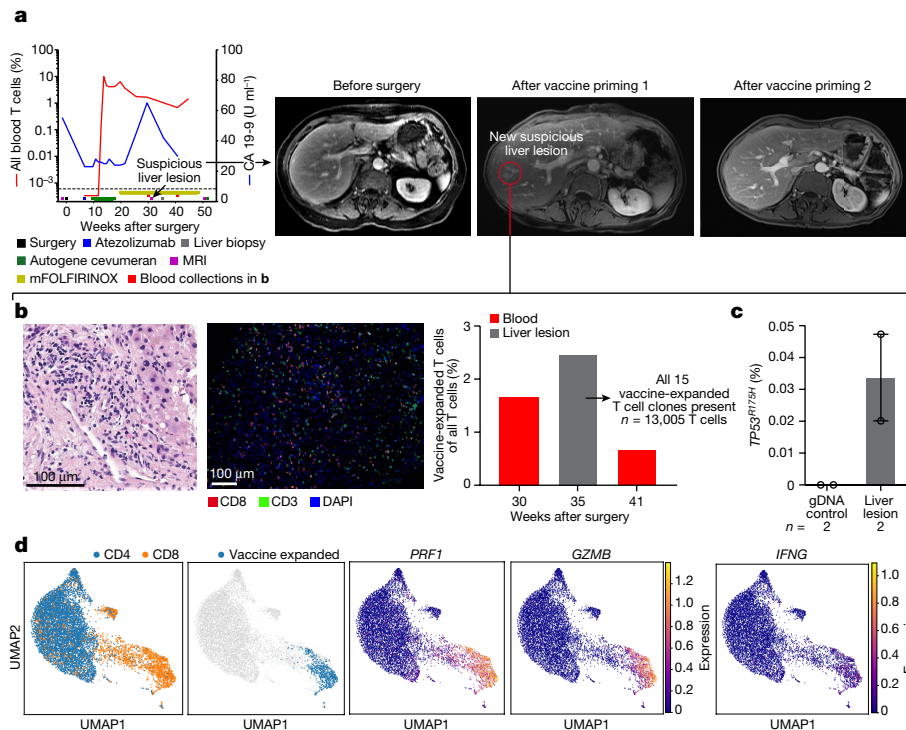 a
All blood T cells (%)
100
10
1
0.1
0.01
10⁻³
100
80
60
40
20
0
CA 19-9 (U ml⁻¹)
Suspicious
liver lesion
0 10 20 30 40 50
Weeks after surgery
Surgery Atezolizumab Liver biopsy
Autogene cevumeran MRI
mFOLFIRINOX Blood collections in b
Before surgery
After vaccine priming 1
New suspicious
liver lesion
After vaccine priming 2
b
100 μm
100 μm
CD8 CD3 DAPI
Vaccine-expanded T cells
of all T cells (%)
3
2
1
0
Blood
Liver lesion
All 15
vaccine-expanded
T cell clones present
n = 13,005 T cells
30 35 41
Weeks after surgery
c
TP53R175H (%)
0.05
0.04
0.03
0.02
0.01
0
gDNA
control
Liver
lesion
n = 2 2
d
CD4 CD8
Vaccine expanded
PRF1
GZMB
IFNG
UMAP2
UMAP1
UMAP1
UMAP1
UMAP1
UMAP1
1.2
1.0
0.8
0.6
0.4
0.2
0
Expression
1.0
0.8
0.6
0.4
0.2
0